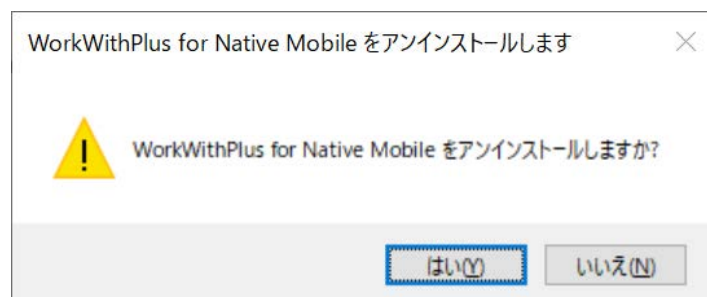 WorkWithPlus for Native Mobile をアンインストールします
WorkWithPlus for Native Mobile をアンインストールしますか?
はい(Y)
いいえ(N)